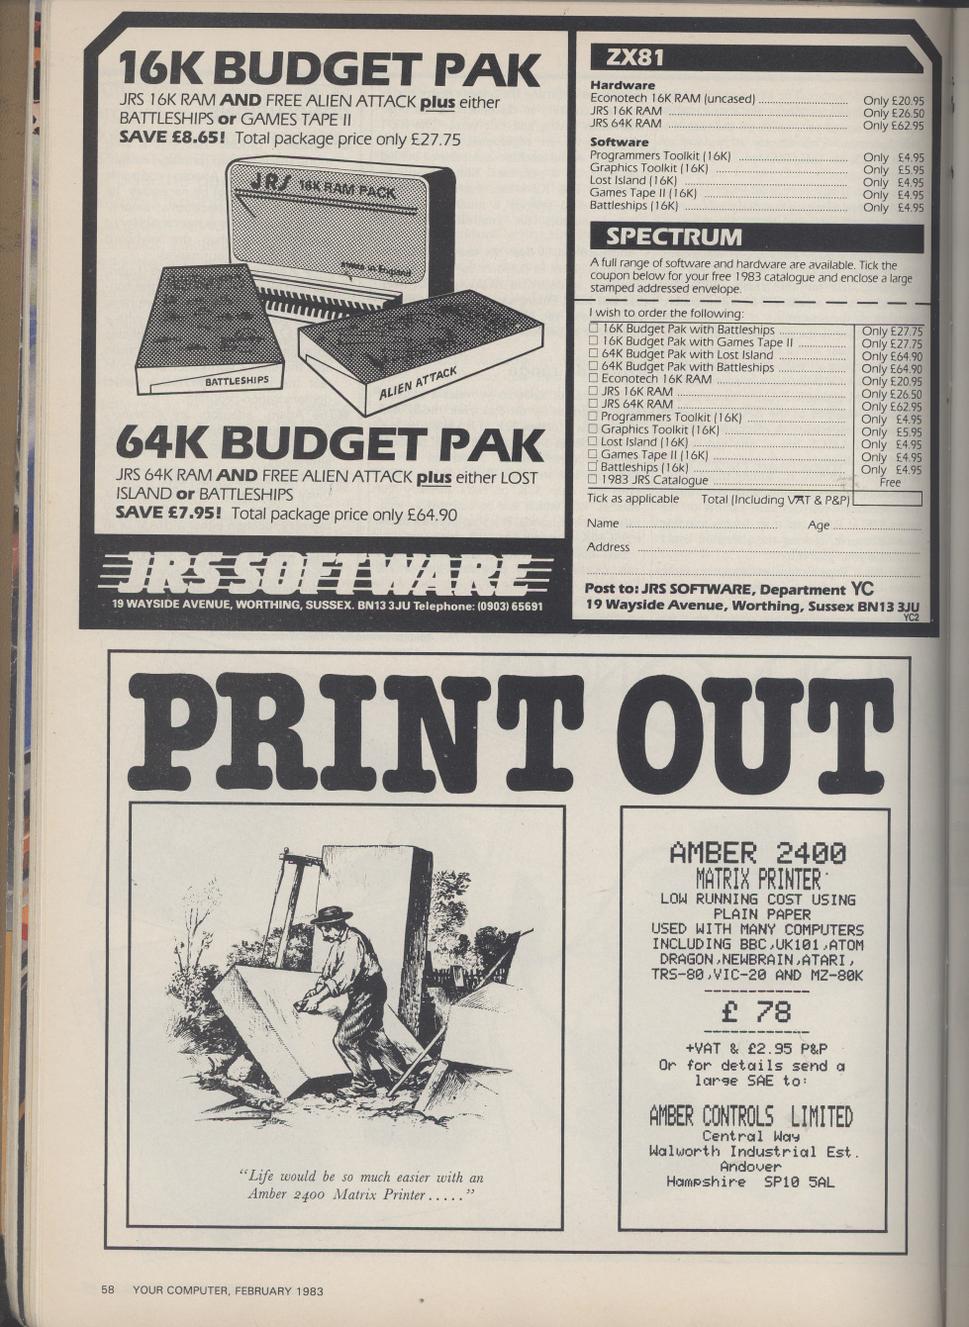 16K BUDGET PAK
JRS 16K RAM AND FREE ALIEN ATTACK plus either
BATTLESHIPS or GAMES TAPE II
SAVE £8.65! Total package price only £27.75
JRS 16K RAM PACK
made in England
BATTLESHIPS
ALIEN ATTACK
64K BUDGET PAK
JRS 64K RAM AND FREE ALIEN ATTACK plus either LOST
ISLAND or BATTLESHIPS
SAVE £7.95! Total package price only £64.90
JRS SOFTWARE
19 WAYSIDE AVENUE, WORTHING, SUSSEX. BN13 3JU Telephone: (0903) 65691
ZX81
Hardware
Econotech 16K RAM (uncased) ........ Only £20.95
JRS 16K RAM ........ Only £26.50
JRS 64K RAM ........ Only £62.95
Software
Programmers Toolkit (16K) ........ Only £4.95
Graphics Toolkit (16K) ........ Only £5.95
Lost Island (16K) ........ Only £4.95
Games Tape II (16K) ........ Only £4.95
Battleships (16K) ........ Only £4.95
SPECTRUM
A full range of software and hardware are available. Tick the
coupon below for your free 1983 catalogue and enclose a large
stamped addressed envelope.
I wish to order the following:
☐ 16K Budget Pak with Battleships ........ Only £27.75
☐ 16K Budget Pak with Games Tape II ........ Only £27.75
☐ 64K Budget Pak with Lost Island ........ Only £64.90
☐ 64K Budget Pak with Battleships ........ Only £64.90
☐ Econotech 16K RAM ........ Only £20.95
☐ JRS 16K RAM ........ Only £26.50
☐ JRS 64K RAM ........ Only £62.95
☐ Programmers Toolkit (16K) ........ Only £4.95
☐ Graphics Toolkit (16K) ........ Only £5.95
☐ Lost Island (16K) ........ Only £4.95
☐ Games Tape II (16K) ........ Only £4.95
☐ Battleships (16k) ........ Only £4.95
☐ 1983 JRS Catalogue ........ Free
Tick as applicable Total (Including VAT & P&P)
Name ........ Age ........
Address ........
Post to: JRS SOFTWARE, Department YC
19 Wayside Avenue, Worthing, Sussex BN13 3JU
YC2
PRINT OUT
"Life would be so much easier with an
Amber 2400 Matrix Printer....."
AMBER 2400
MATRIX PRINTER
LOW RUNNING COST USING
PLAIN PAPER
USED WITH MANY COMPUTERS
INCLUDING BBC,UK101,ATOM
DRAGON,NEWBRAIN,ATARI,
TRS-80,VIC-20 AND MZ-80K
£ 78
+VAT & £2.95 P&P
Or for details send a
large SAE to:
AMBER CONTROLS LIMITED
Central Way
Walworth Industrial Est.
Andover
Hampshire SP10 5AL
58 YOUR COMPUTER, FEBRUARY 1983